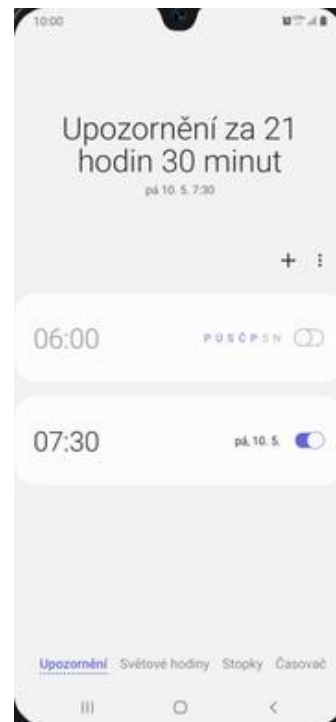 10:00
Upozornění za 21
hodin 30 minut
pá 10. 5. 7:30
06:00 P Ú S Č P S N
07:30 pá, 10. 5.
Upozornění Světové hodiny Stopky Časovač